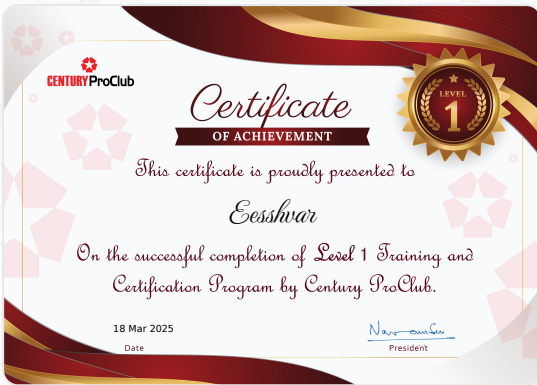 CENTURY ProClub
Certificate
OF ACHIEVEMENT
LEVEL
1
This certificate is proudly presented to
Eesshvar
On the successful completion of Level 1 Training and
Certification Program by Century ProClub.
18 Mar 2025
Date
President